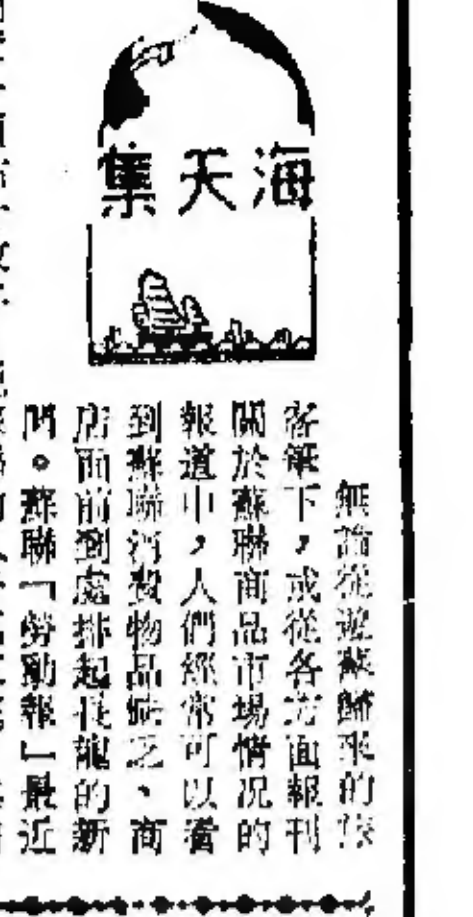 海天集
無論從遊蘇歸來的旅
客筆下，或從各方面報刊
關於蘇聯商品市場情况的
報道中，人們經常可以看
到蘇聯消費物品缺乏、商
店面前到處排起長龍的新
聞。蘇聯「勞動報」最近